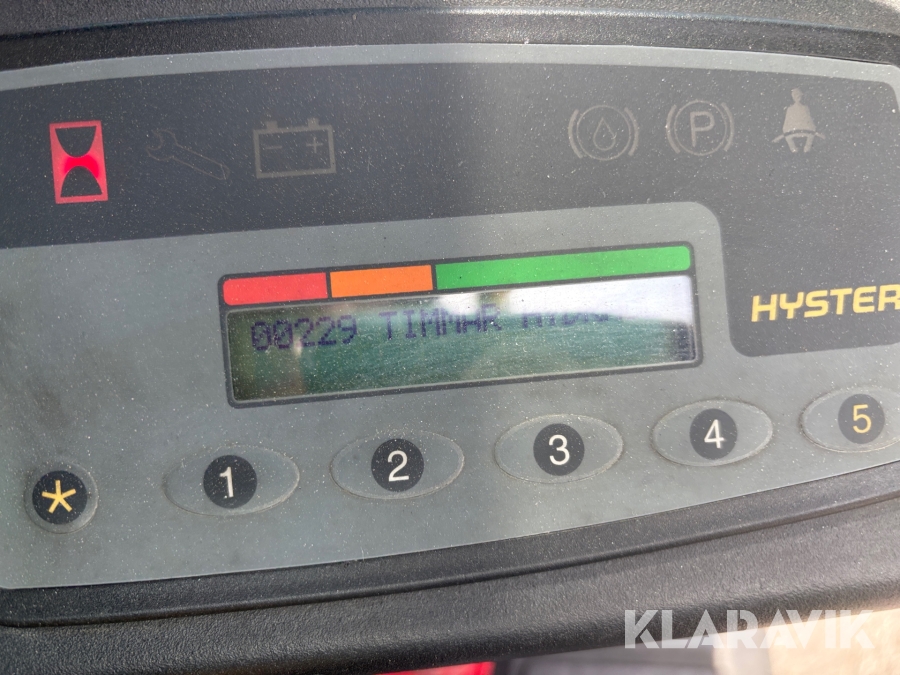 P
HYSTER
00229 TIMMAR
1 2 3 4 5
KLARAVIK